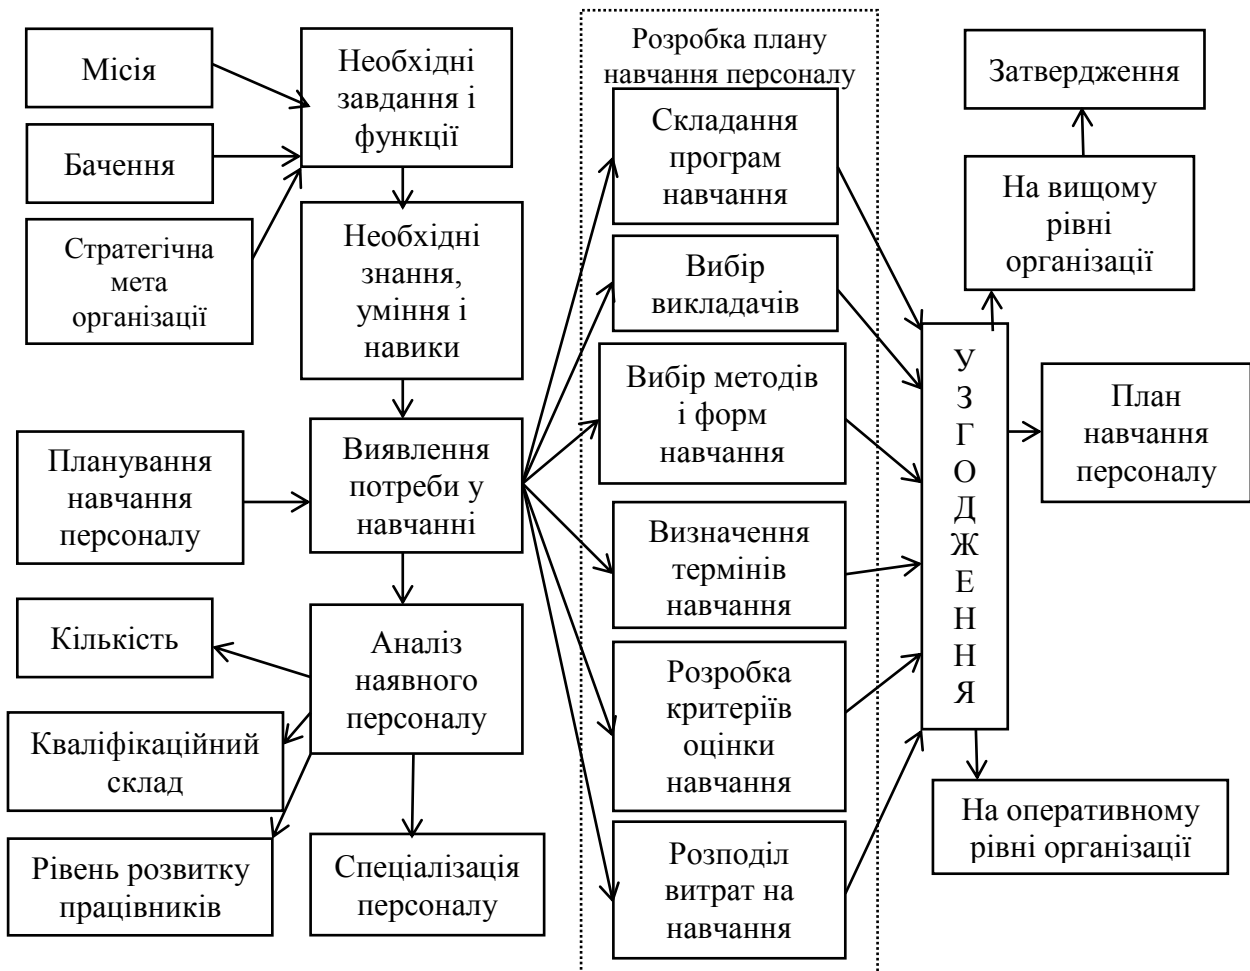 Місія
Бачення
Стратегічна
мета
організації
Необхідні
завдання і
функції
Необхідні
знання,
уміння і
навики
Планування
навчання
персоналу
Виявлення
потреби у
навчанні
Кількість
Кваліфікаційний
склад
Рівень розвитку
працівників
Аналіз
наявного
персоналу
Спеціалізація
персоналу
Розробка плану
навчання персоналу
Складання
програм
навчання
Вибір
викладачів
Вибір методів
і форм
навчання
Визначення
термінів
навчання
Розробка
критеріїв
оцінки
навчання
Розподіл
витрат на
навчання
У
З
Г
О
Д
Ж
Е
Н
Н
Я
Затвердження
На вищому
рівні
організації
План
навчання
персоналу
На оперативному
рівні організації